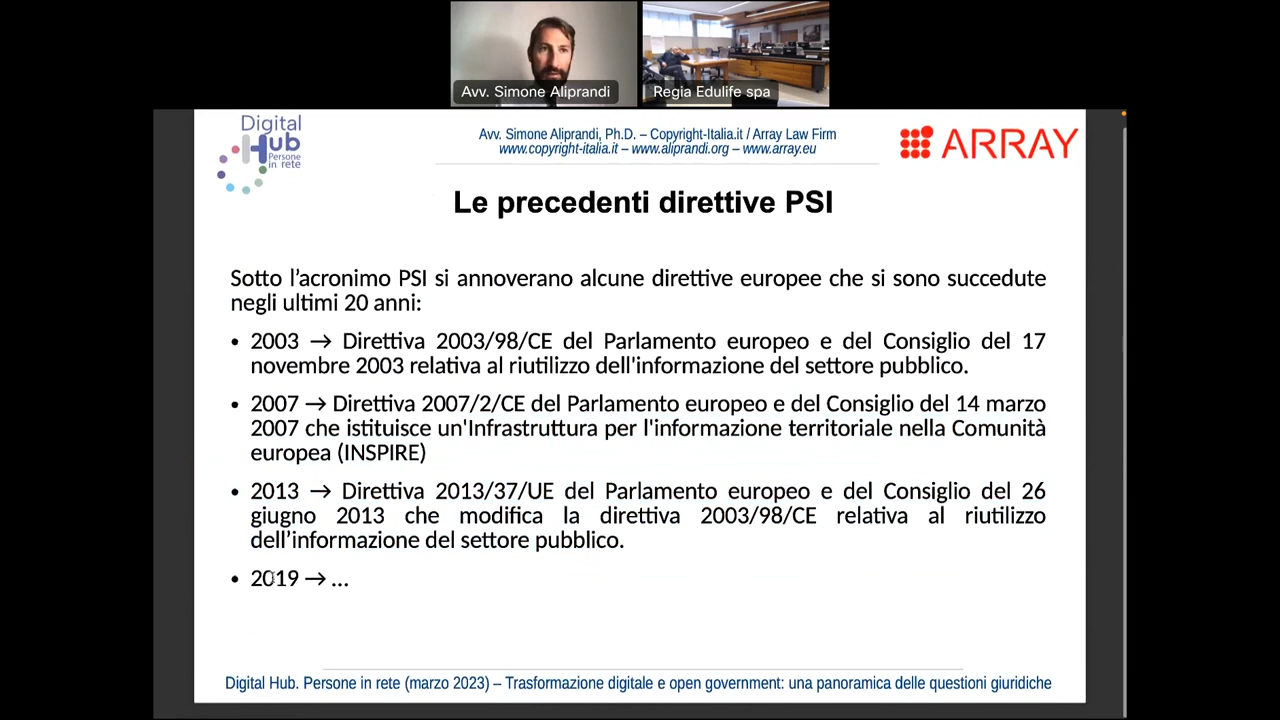 Avv. Simone Aliprandi
Regia Edulife spa
Digital
Hub
Persone
in rete
Avv. Simone Aliprandi, Ph.D. – Copyright-Italia.it / Array Law Firm
www.copyright-italia.it – www.aliprandi.org – www.array.eu
ARRAY
Le precedenti direttive PSI
Sotto l’acronimo PSI si annoverano alcune direttive europee che si sono succedute
negli ultimi 20 anni:
• 2003 → Direttiva 2003/98/CE del Parlamento europeo e del Consiglio del 17
novembre 2003 relativa al riutilizzo dell'informazione del settore pubblico.
• 2007 → Direttiva 2007/2/CE del Parlamento europeo e del Consiglio del 14 marzo
2007 che istituisce un'Infrastruttura per l'informazione territoriale nella Comunità
europea (INSPIRE)
• 2013 → Direttiva 2013/37/UE del Parlamento europeo e del Consiglio del 26
giugno 2013 che modifica la direttiva 2003/98/CE relativa al riutilizzo
dell’informazione del settore pubblico.
• 2019 → ...
Digital Hub. Persone in rete (marzo 2023) – Trasformazione digitale e open government: una panoramica delle questioni giuridiche